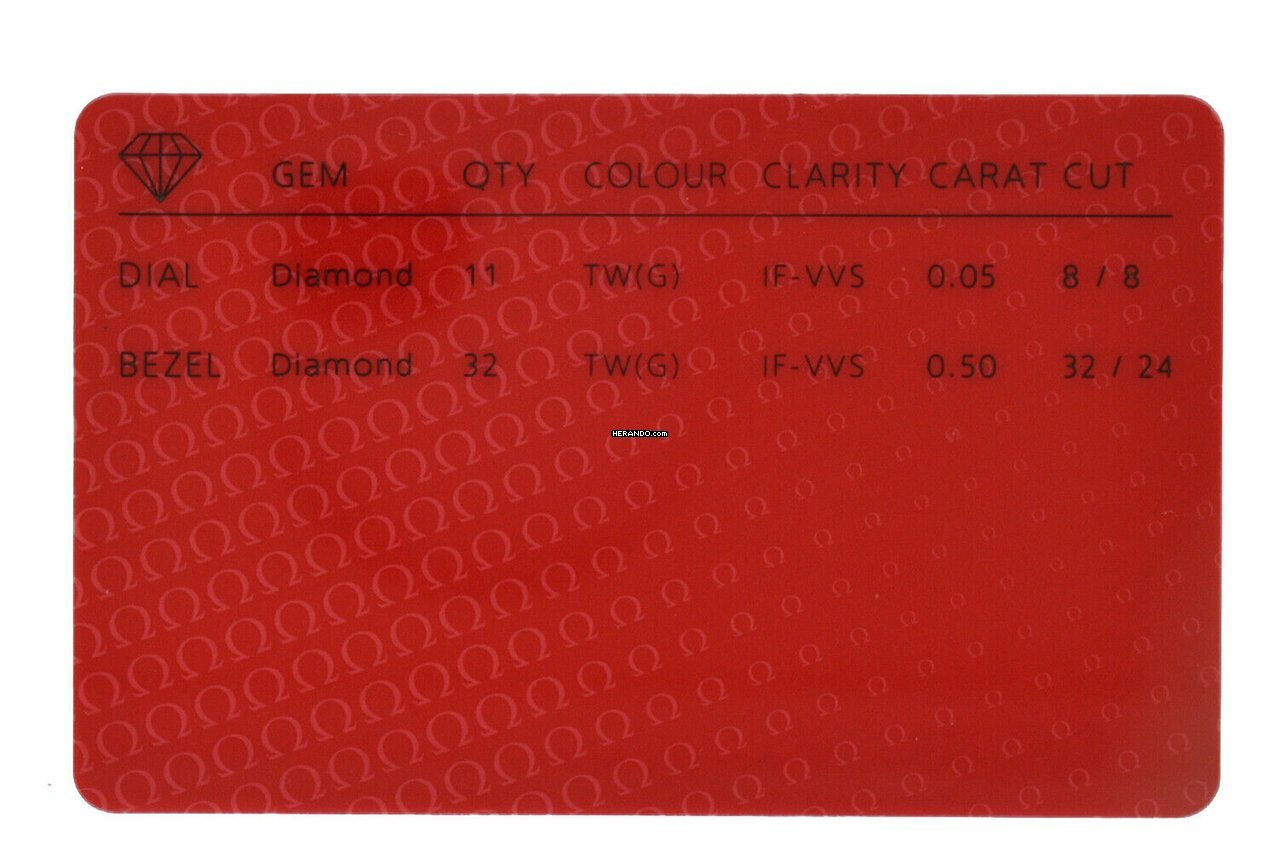 GEM QTY COLOUR CLARITY CARAT CUT
DIAL Diamond 11 TW(G) IF-VVS 0.05 8 / 8
BEZEL Diamond 32 TW(G) IF-VVS 0.50 32 / 24
HERANDO.com